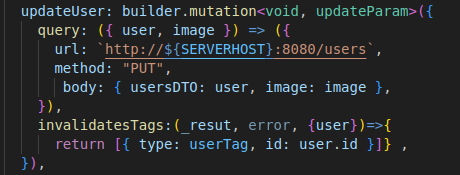 updateUser: builder.mutation<void, updateParam>({
query: ({ user, image }) => ({
url: `http://${SERVERHOST}:8080/users`,
method: "PUT",
body: { usersDTO: user, image: image },
}),
invalidatesTags:(_resut, error, {user})=>{
return [{ type: userTag, id: user.id }]} ,
}),